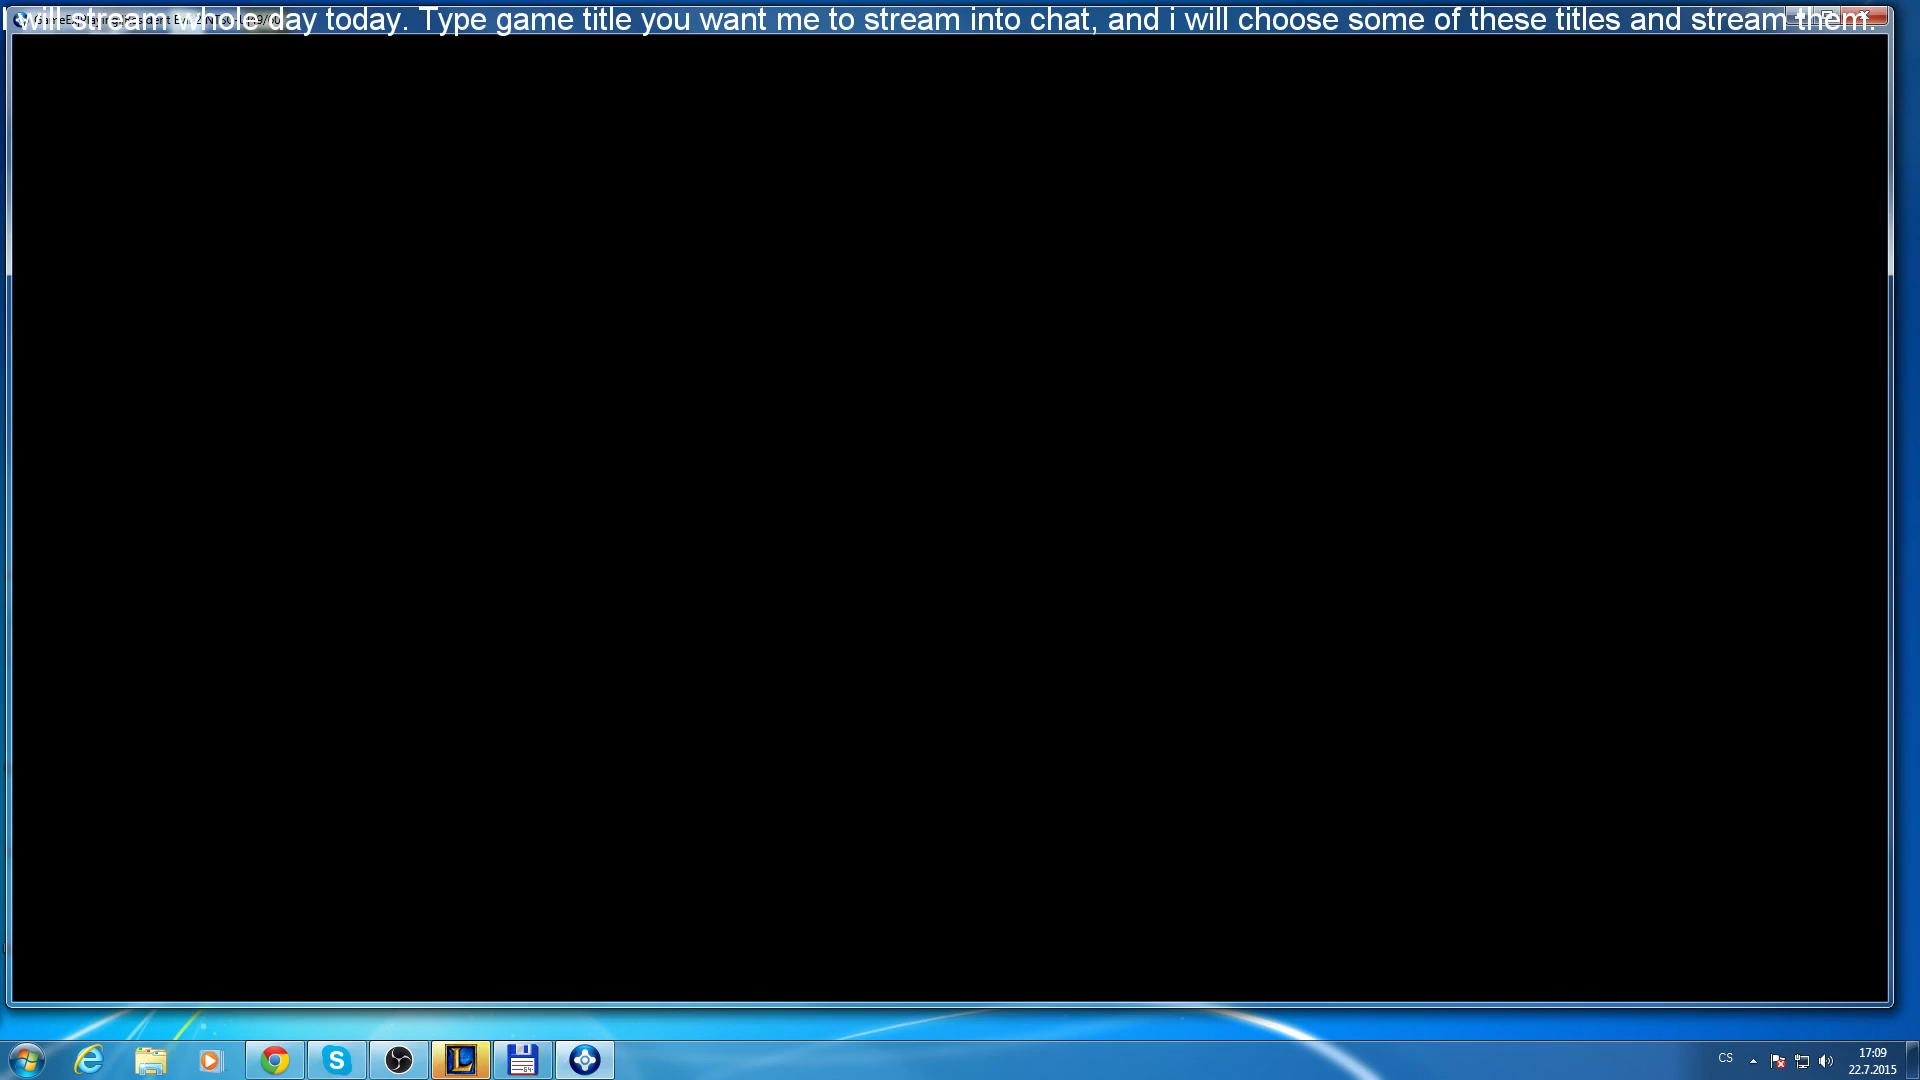 I will stream whole day today. Type game title you want me to stream into chat, and i will choose some of these titles and stream them.
CS
17:09
22.7.2015